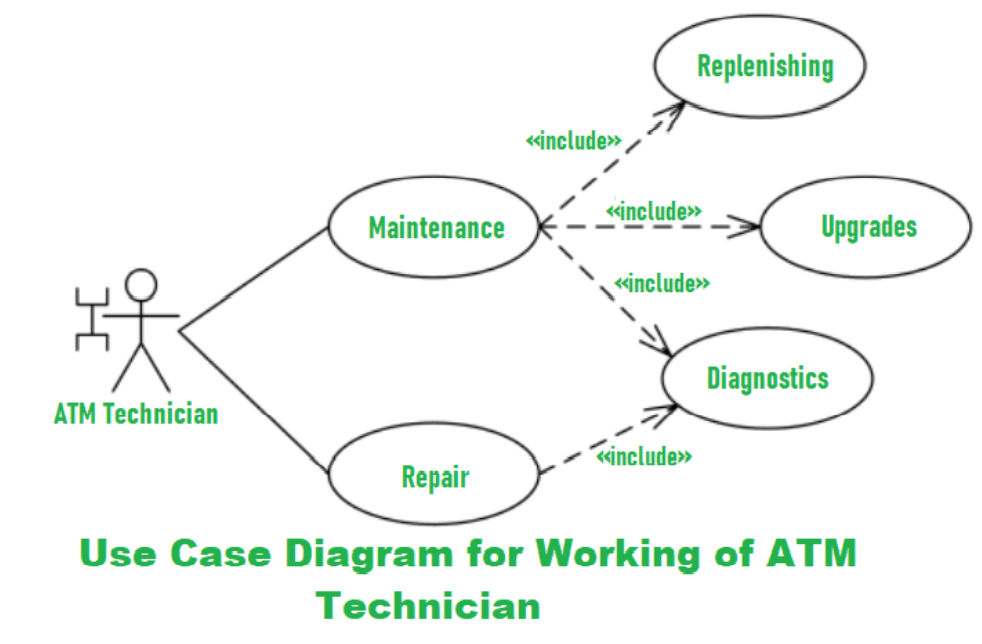 Replenishing
«include»
«include»
Maintenance
Upgrades
«include»
Diagnostics
ATM Technician
«include»
Repair
Use Case Diagram for Working of ATM
Technician